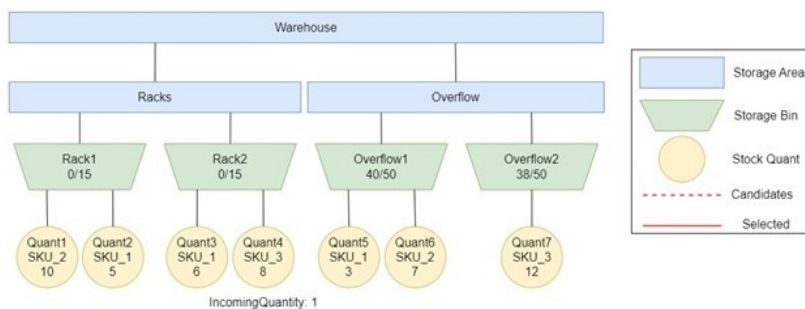 Warehouse
Racks
Overflow
Rack1
0/15
Rack2
0/15
Overflow1
40/50
Overflow2
38/50
Quant1
SKU_2
10
Quant2
SKU_1
5
Quant3
SKU_1
6
Quant4
SKU_3
8
Quant5
SKU_1
3
Quant6
SKU_2
7
Quant7
SKU_3
12
IncomingQuantity: 1
Storage Area
Storage Bin
Stock Quant
Candidates
Selected